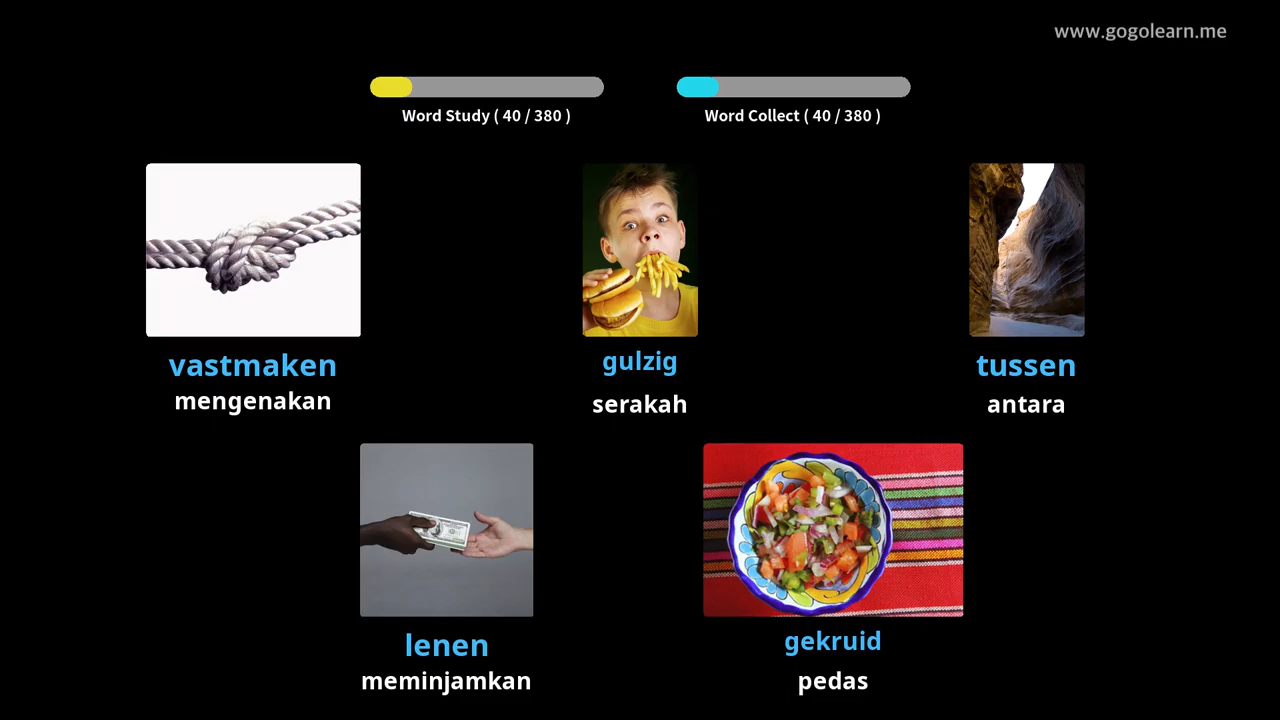 www.gogolearn.me
Word Study ( 40 / 380 )
Word Collect ( 40 / 380 )
vastmaken
mengenakan
gulzig
serakah
tussen
antara
lenen
meminjamkan
gekruid
pedas